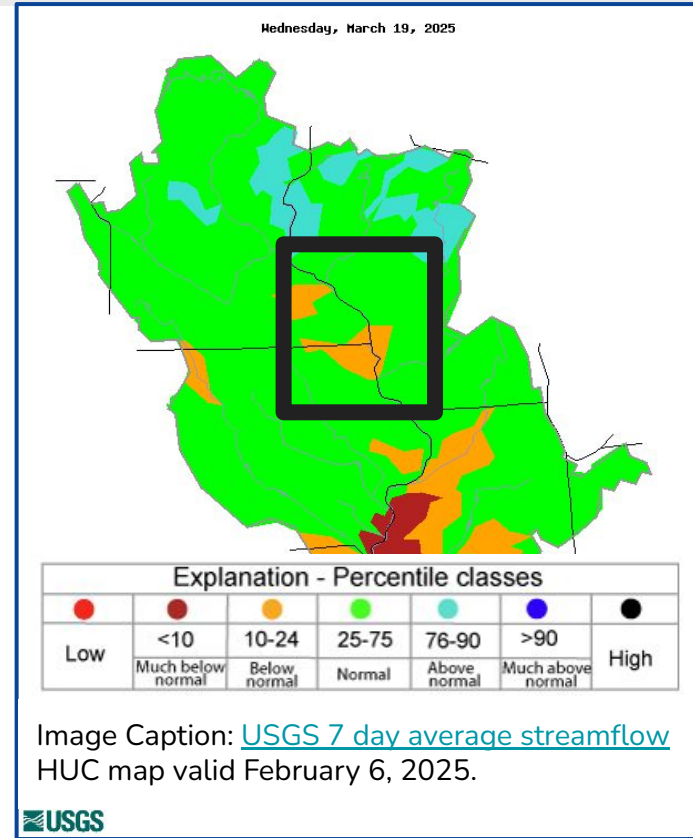 Wednesday, March 19, 2025
Explanation - Percentile classes
Low
<10
10-24
25-75
76-90
>90
High
Much below
normal
Below
normal
Normal
Above
normal
Much above
normal
Image Caption: USGS 7 day average streamflow
HUC map valid February 6, 2025.
USGS